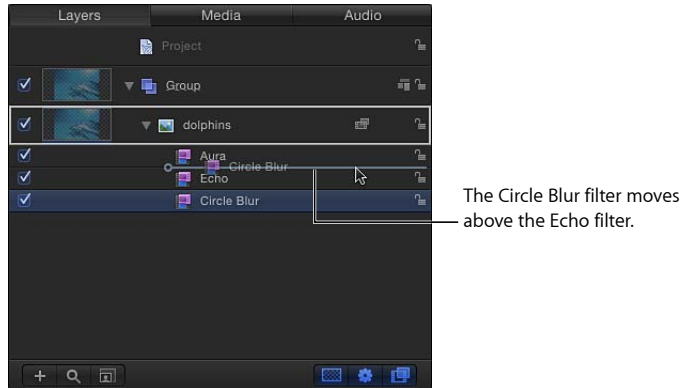 Layers Media Audio
Project
Group
dolphins
Aura
Circle Blur
Echo
Circle Blur
The Circle Blur filter moves
above the Echo filter.